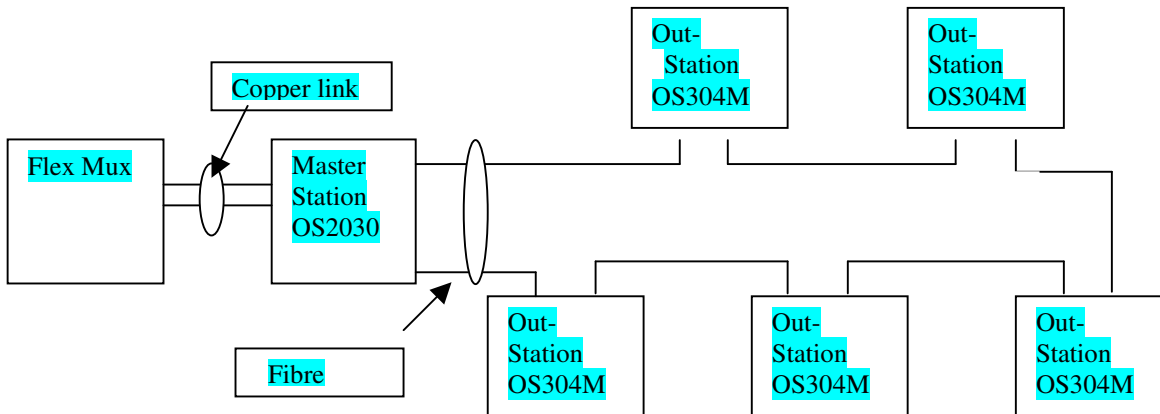 Out-
Station
OS304M
Out-
Station
OS304M
Copper link
Flex Mux
Master
Station
OS2030
Out-
Station
OS304M
Out-
Station
OS304M
Out-
Station
OS304M
Fibre